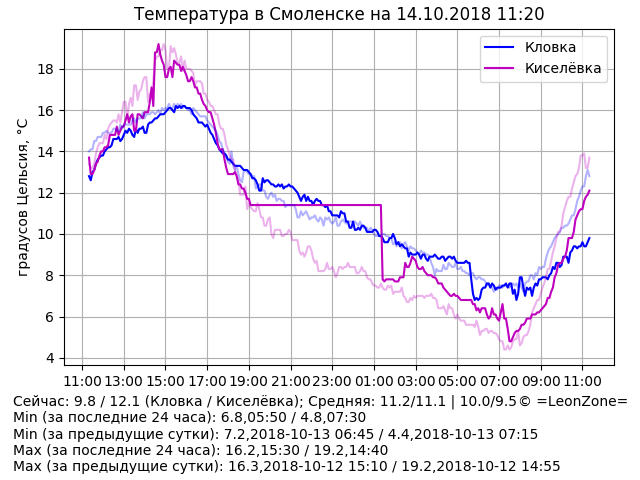 Температура в Смоленске на 14.10.2018 11:20
градусов Цельсия, °C
Кловка
Киселёвка
18
16
14
12
10
8
6
4
11:00 13:00 15:00 17:00 19:00 21:00 23:00 01:00 03:00 05:00 07:00 09:00 11:00
Сейчас: 9.8 / 12.1 (Кловка / Киселёвка); Средняя: 11.2/11.1 | 10.0/9.5© =LeonZone=
Min (за последние 24 часа): 6.8,05:50 / 4.8,07:30
Min (за предыдущие сутки): 7.2,2018-10-13 06:45 / 4.4,2018-10-13 07:15
Max (за последние 24 часа): 16.2,15:30 / 19.2,14:40
Max (за предыдущие сутки): 16.3,2018-10-12 15:10 / 19.2,2018-10-12 14:55